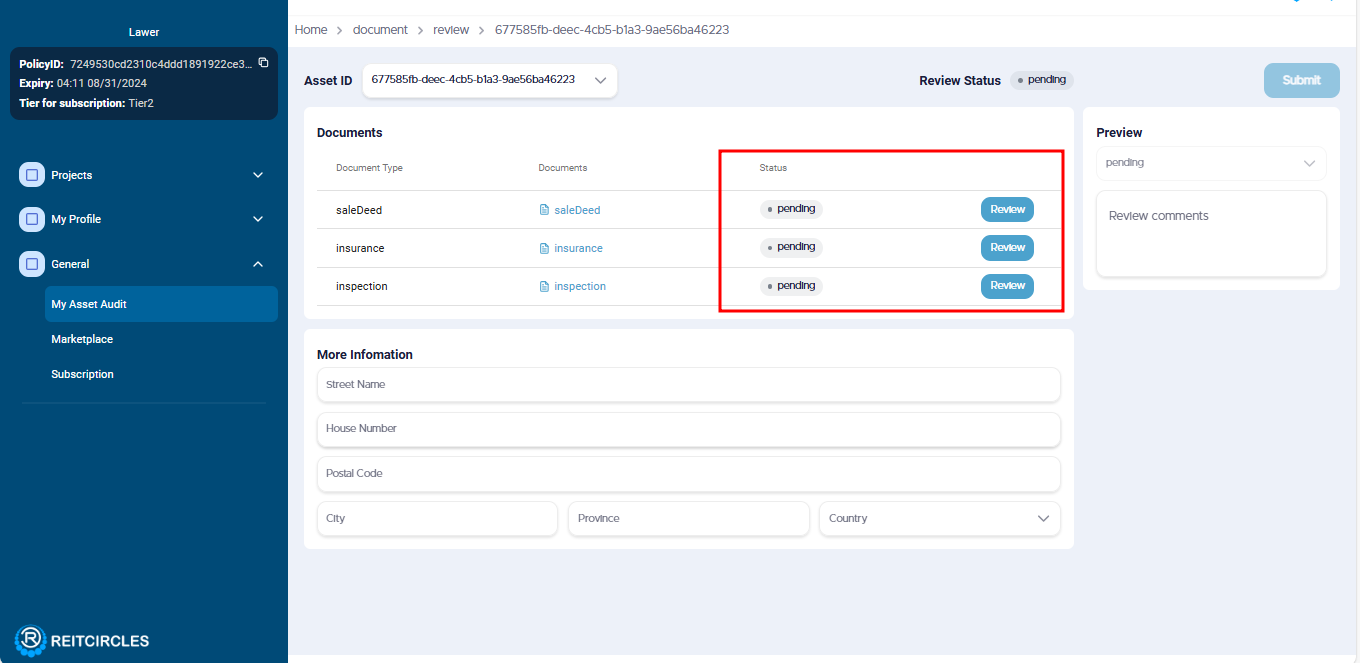 Lawer
PolicyID: 7249530cd2310c4ddd1891922ce3...
Expiry: 04:11 08/31/2024
Tier for subscription: Tier2
Projects
My Profile
General
My Asset Audit
Marketplace
Subscription
REITCIRCLES
Home > document > review > 677585fb-deec-4cb5-b1a3-9ae56ba46223
Asset ID 677585fb-deec-4cb5-b1a3-9ae56ba46223 Review Status pending Submit
Documents
Document Type Documents Status
saleDeed saleDeed pending Review
insurance insurance pending Review
inspection inspection pending Review
More Infomation
Street Name
House Number
Postal Code
City Province Country
Preview
pending
Review comments